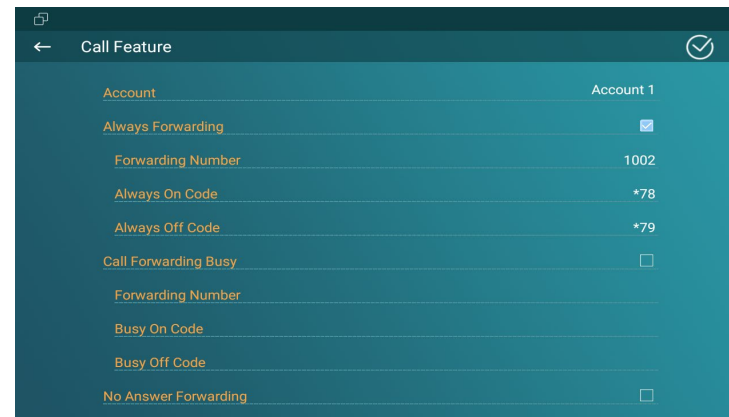 Call Feature
Account Account 1
Always Forwarding
Forwarding Number 1002
Always On Code *78
Always Off Code *79
Call Forwarding Busy
Forwarding Number
Busy On Code
Busy Off Code
No Answer Forwarding